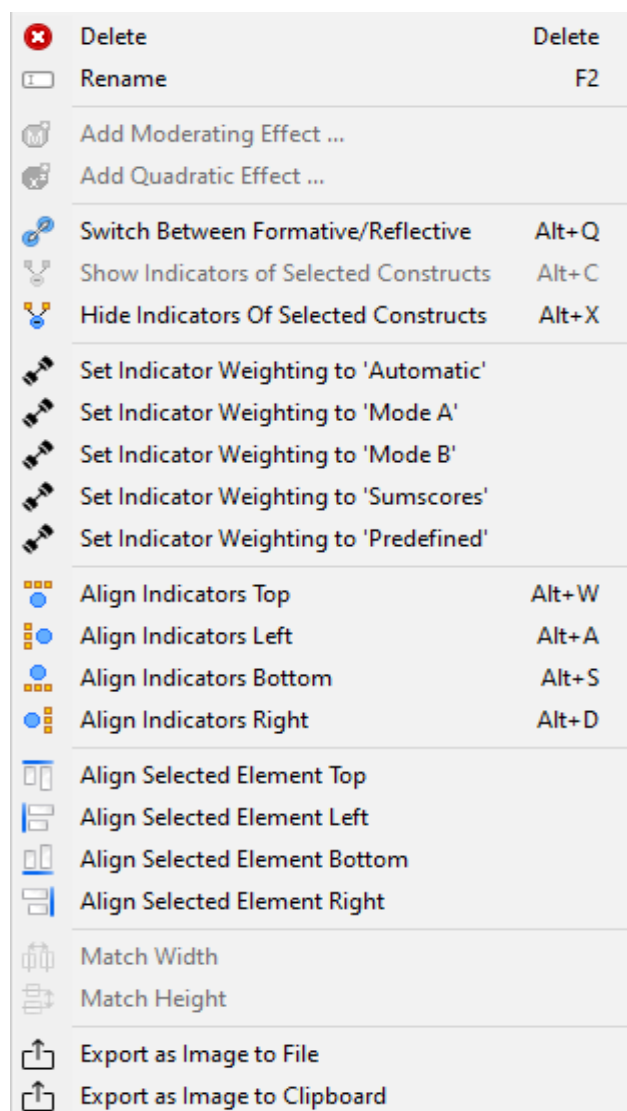 Delete Delete
Rename F2
Add Moderating Effect ...
Add Quadratic Effect ...
Switch Between Formative/Reflective Alt+Q
Show Indicators of Selected Constructs Alt+C
Hide Indicators Of Selected Constructs Alt+X
Set Indicator Weighting to 'Automatic'
Set Indicator Weighting to 'Mode A'
Set Indicator Weighting to 'Mode B'
Set Indicator Weighting to 'Sumscores'
Set Indicator Weighting to 'Predefined'
Align Indicators Top Alt+W
Align Indicators Left Alt+A
Align Indicators Bottom Alt+S
Align Indicators Right Alt+D
Align Selected Element Top
Align Selected Element Left
Align Selected Element Bottom
Align Selected Element Right
Match Width
Match Height
Export as Image to File
Export as Image to Clipboard